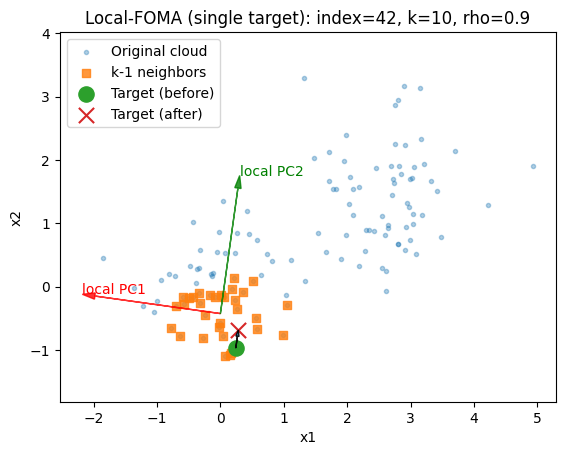 Local-FOMA (single target): index=42, k=10, rho=0.9
Original cloud
k-1 neighbors
Target (before)
Target (after)
local PC2
local PC1
x2
4
3
2
1
0
−1
−2
−1
0
1
2
3
4
5
x1